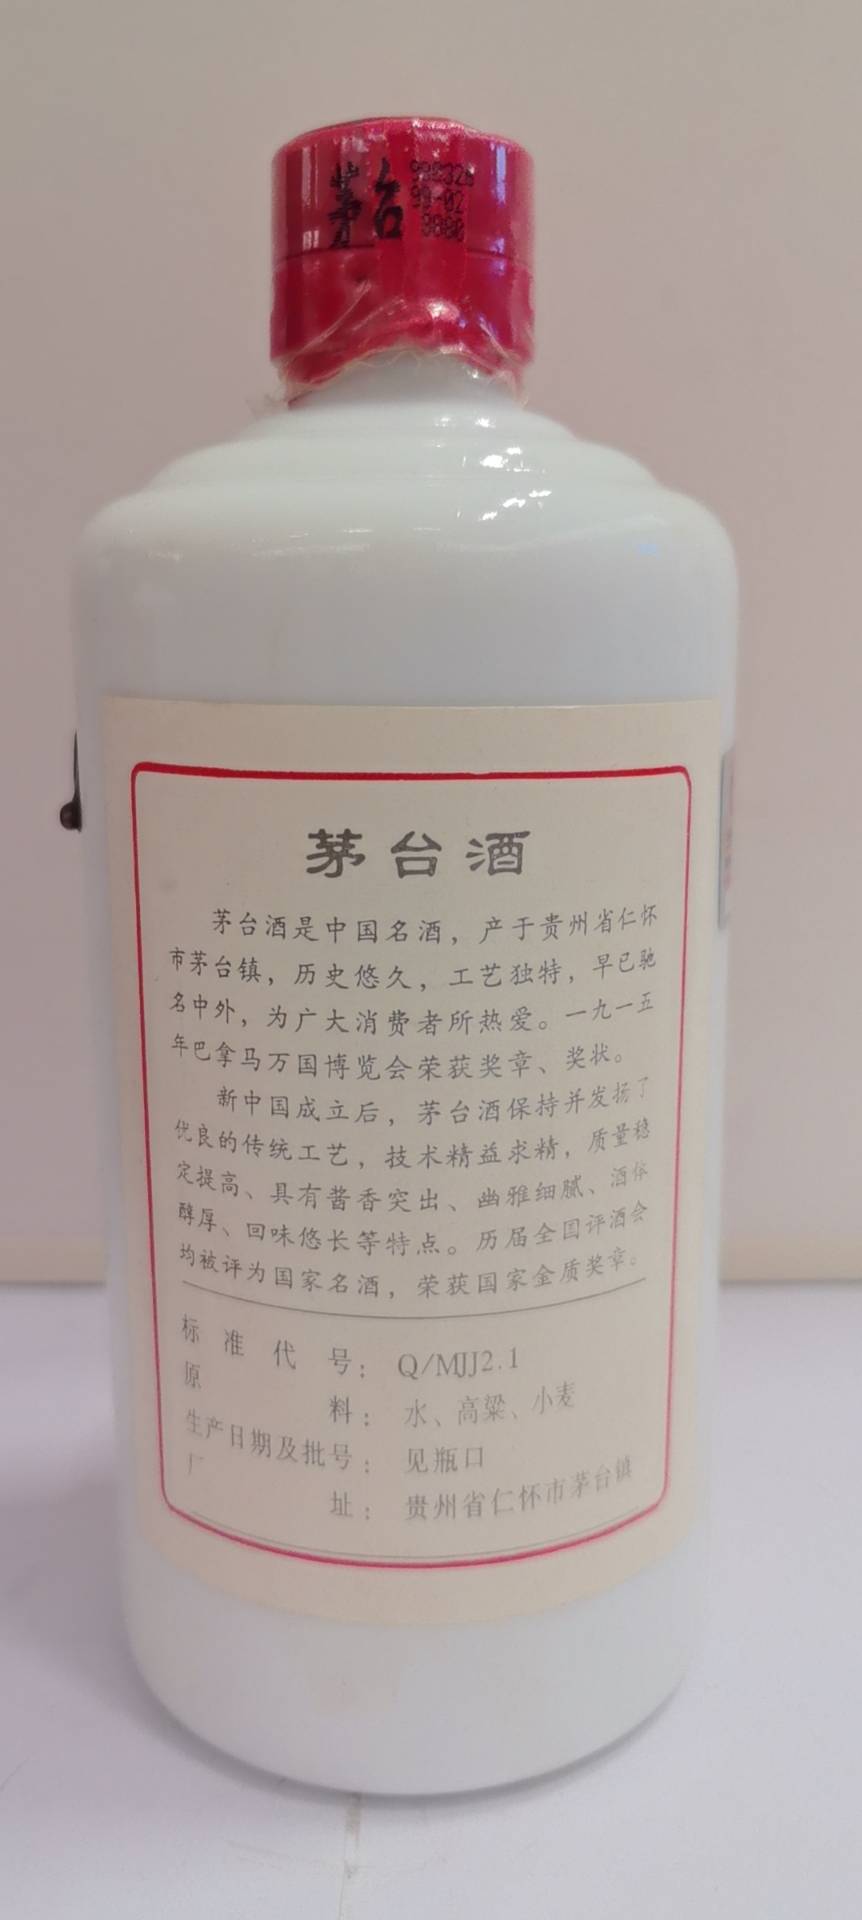 茅台
990326
99-02
茅台酒
茅台酒是中国名酒，产于贵州省仁怀
市茅台镇，历史悠久，工艺独特，早已驰
名中外，为广大消费者所热爱。一九一五
年巴拿马万国博览会荣获奖章、奖状。
新中国成立后，茅台酒保持并发扬了
优良的传统工艺，技术精益求精，质量稳
定提高、具有酱香突出、幽雅细腻、酒体
醇厚、回味悠长等特点。历届全国评酒会
均被评为国家名酒，荣获国家金质奖章。
标准代号：Q/MJJ2.1
原料：水、高粱、小麦
生产日期及批号：见瓶口
厂址：贵州省仁怀市茅台镇